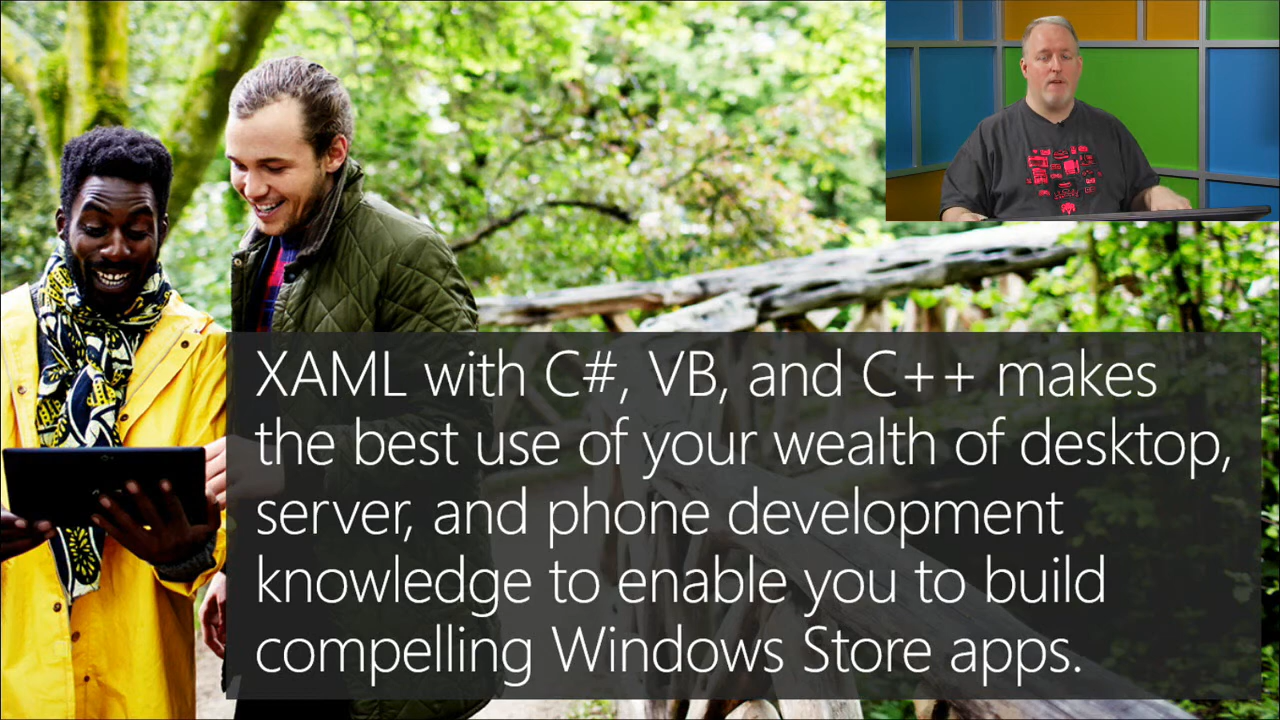 XAML with C#, VB, and C++ makes
the best use of your wealth of desktop,
server, and phone development
knowledge to enable you to build
compelling Windows Store apps.